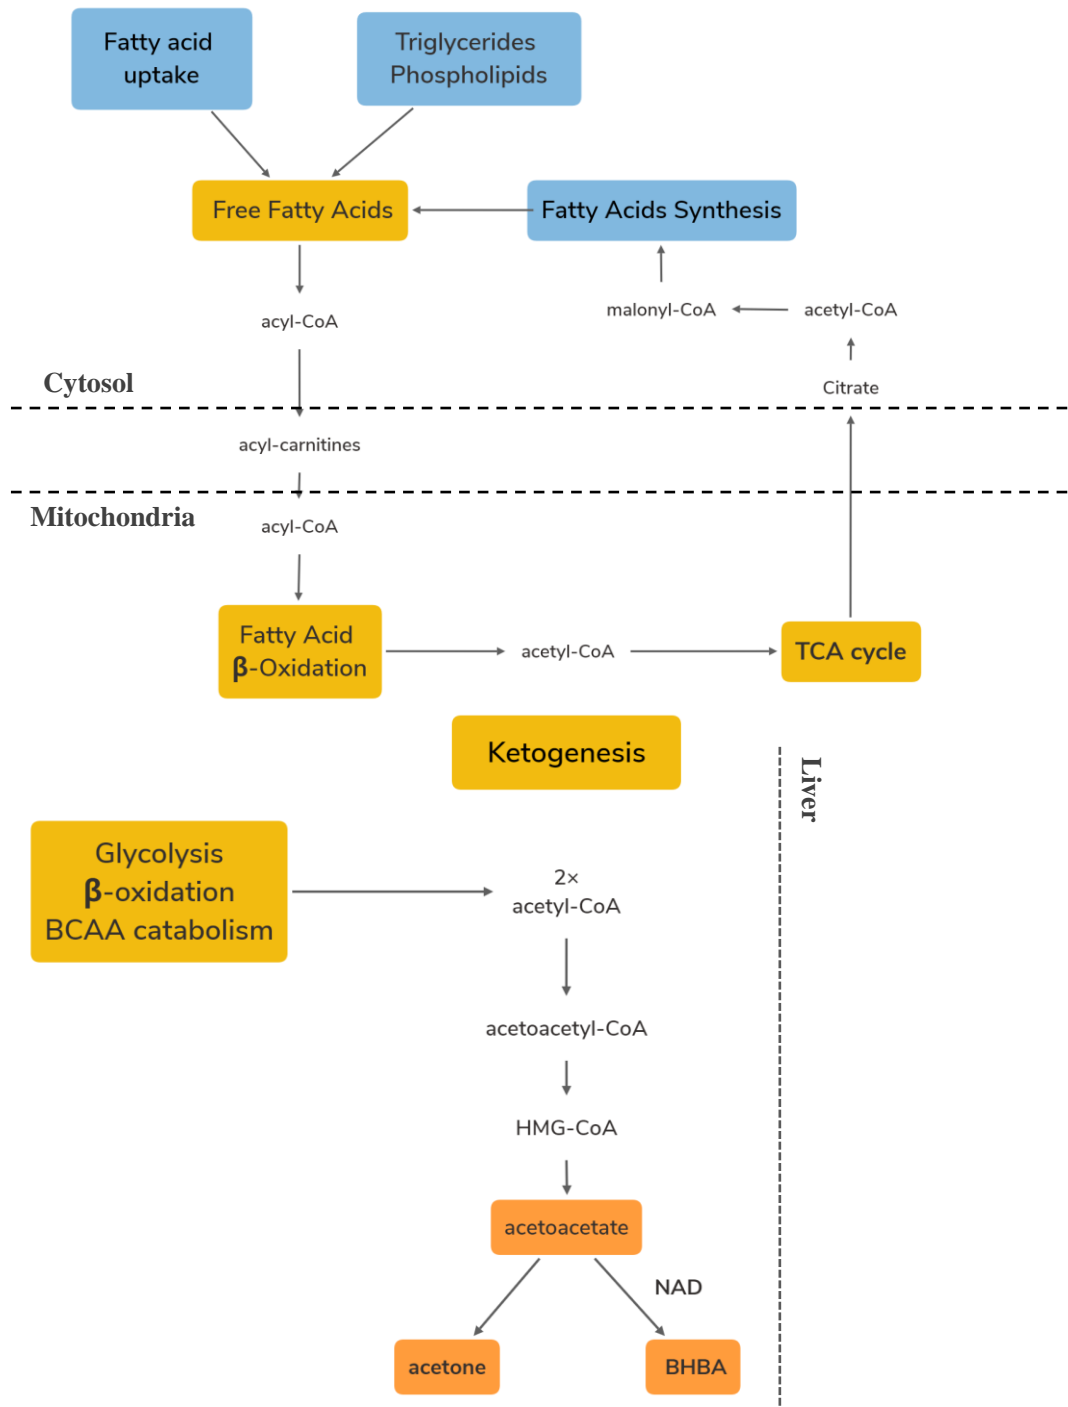 Fatty acid
uptake
Triglycerides
Phospholipids
Free Fatty Acids
Fatty Acids Synthesis
acyl-CoA
malonyl-CoA
acetyl-CoA
Cytosol
Citrate
acyl-carnitines
Mitochondria
acyl-CoA
Fatty Acid
β-Oxidation
acetyl-CoA
TCA cycle
Ketogenesis
Liver
Glycolysis
β-oxidation
BCAA catabolism
2×
acetyl-CoA
acetoacetyl-CoA
HMG-CoA
acetoacetate
NAD
acetone
BHBA